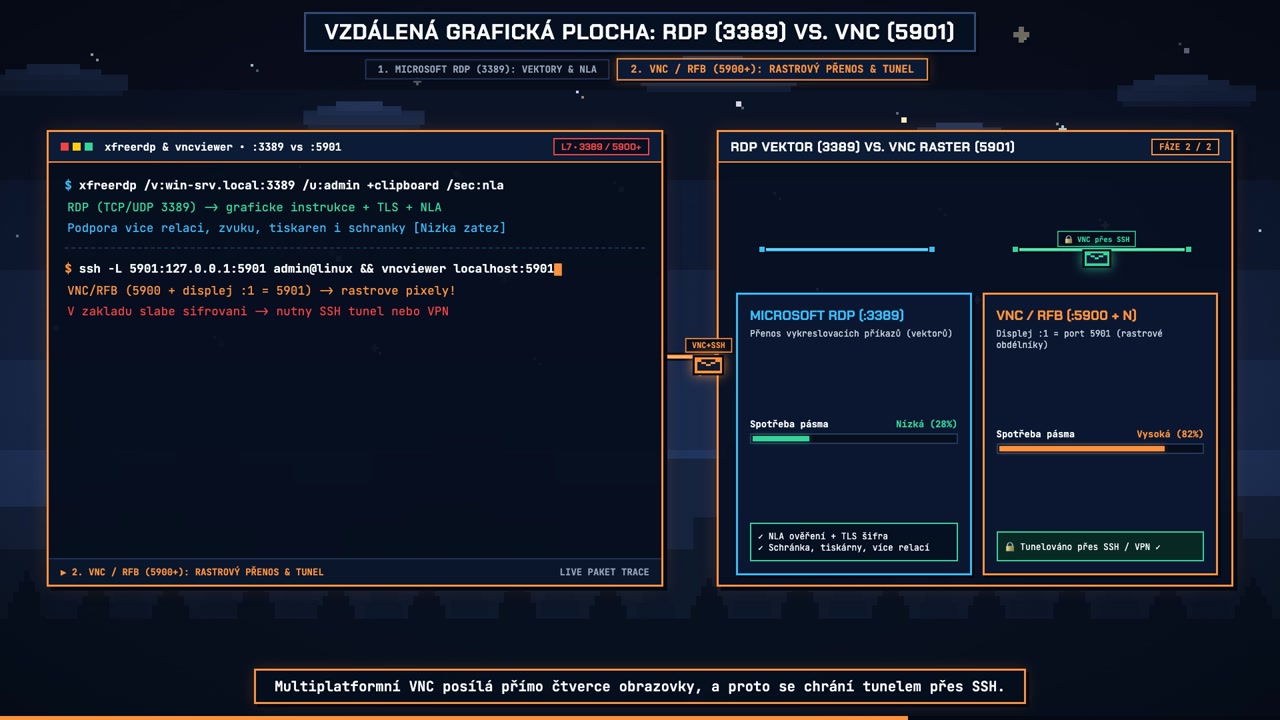 VZDÁLENÁ GRAFICKÁ PLOCHA: RDP (3389) VS. VNC (5901)
1. MICROSOFT RDP (3389): VEKTORY & NLA
2. VNC / RFB (5900+): RASTROVÝ PŘENOS & TUNEL
xfreerdp & vncviewer • :3389 vs :5901
L7 • 3389 / 5900+
$ xfreerdp /v:win-srv.local:3389 /u:admin +clipboard /sec:nla
RDP (TCP/UDP 3389) → graficke instrukce + TLS + NLA
Podpora vice relaci, zvuku, tiskaren i schranky [Nizka zatez]
$ ssh -L 5901:127.0.0.1:5901 admin@linux && vncviewer localhost:5901
VNC/RFB (5900 + displej :1 = 5901) → rastrove pixely!
V zakladu slabe sifrovani → nutny SSH tunel nebo VPN
▶ 2. VNC / RFB (5900+): RASTROVÝ PŘENOS & TUNEL
LIVE PAKET TRACE
VNC+SSH
RDP VEKTOR (3389) VS. VNC RASTER (5901)
FÁZE 2 / 2
🔒 VNC přes SSH
MICROSOFT RDP (:3389)
Přenos vykreslovacích příkazů (vektorů)
Spotřeba pásma
Nízká (28%)
✓ NLA ověření + TLS šifra
✓ Schránka, tiskárny, více relací
VNC / RFB (:5900 + N)
Displej :1 = port 5901 (rastrové
obdélníky)
Spotřeba pásma
Vysoká (82%)
🔒 Tunelováno přes SSH / VPN ✓
Multiplatformní VNC posílá přímo čtverce obrazovky, a proto se chrání tunelem přes SSH.